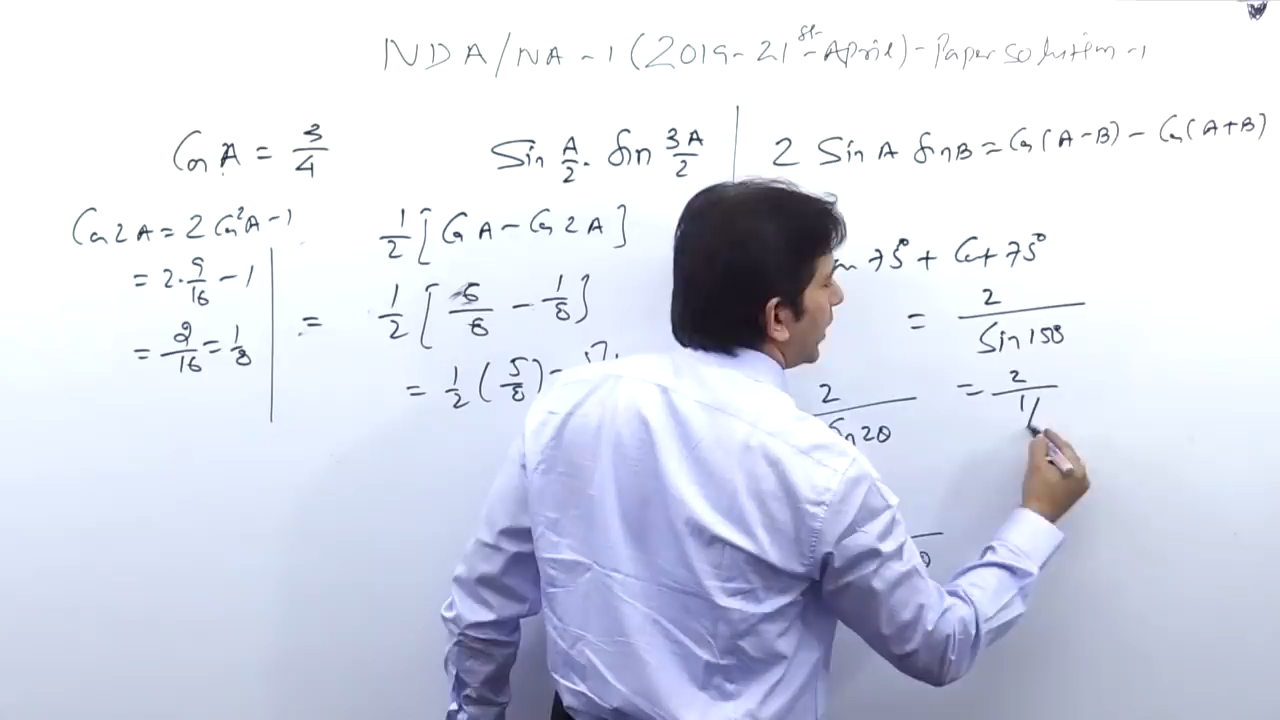 NDA/NA-1 (2019-21st-April)-Paper solution-1
Cos A = 3/4
Cos 2A = 2 Cos²A - 1
= 2·9/16 - 1
= 2/16 = 1/8
Sin A/2 · Sin 3A/2
1/2 [Cos A - Cos 2A]
= 1/2 [6/8 - 1/8]
= 1/2 (5/8) =
2 Sin A Sin B = Cos(A-B) - Cos(A+B)
75° + Cot 75°
= 2/Sin 150
= 2/1/
2/Sin 2θ